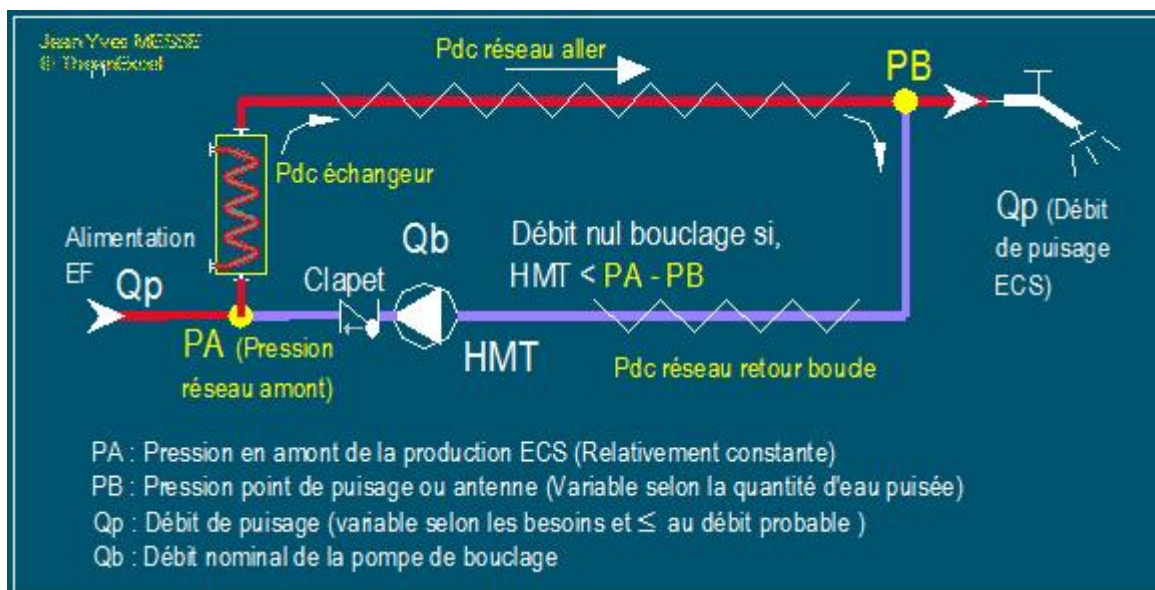 Jean Yves MESSE
© ThermExcel
Pdc réseau aller
PB
Pdc échangeur
Alimentation
EF
Qp
Clapet
Qb
Débit nul bouclage si,
HMT < PA - PB
Qp (Débit
de puisage
ECS)
PA (Pression
réseau amont)
HMT
Pdc réseau retour boucle
PA : Pression en amont de la production ECS (Relativement constante)
PB : Pression point de puisage ou antenne (Variable selon la quantité d'eau puisée)
Qp : Débit de puisage (variable selon les besoins et ≤ au débit probable )
Qb : Débit nominal de la pompe de bouclage